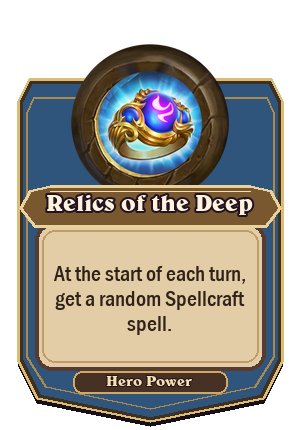 Relics of the Deep
At the start of each turn,
get a random Spellcraft
spell.
Hero Power